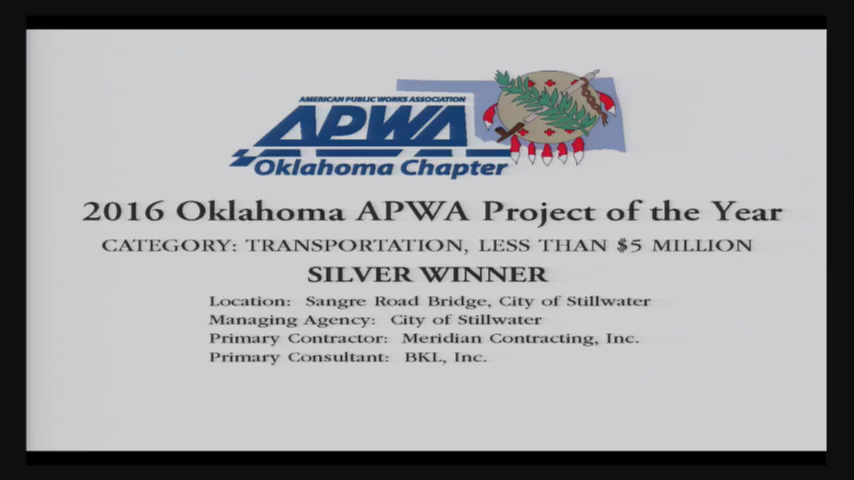 AMERICAN PUBLIC WORKS ASSOCIATION
APWA
Oklahoma Chapter
2016 Oklahoma APWA Project of the Year
CATEGORY: TRANSPORTATION, LESS THAN $5 MILLION
SILVER WINNER
Location: Sangre Road Bridge, City of Stillwater
Managing Agency: City of Stillwater
Primary Contractor: Meridian Contracting, Inc.
Primary Consultant: BKL, Inc.